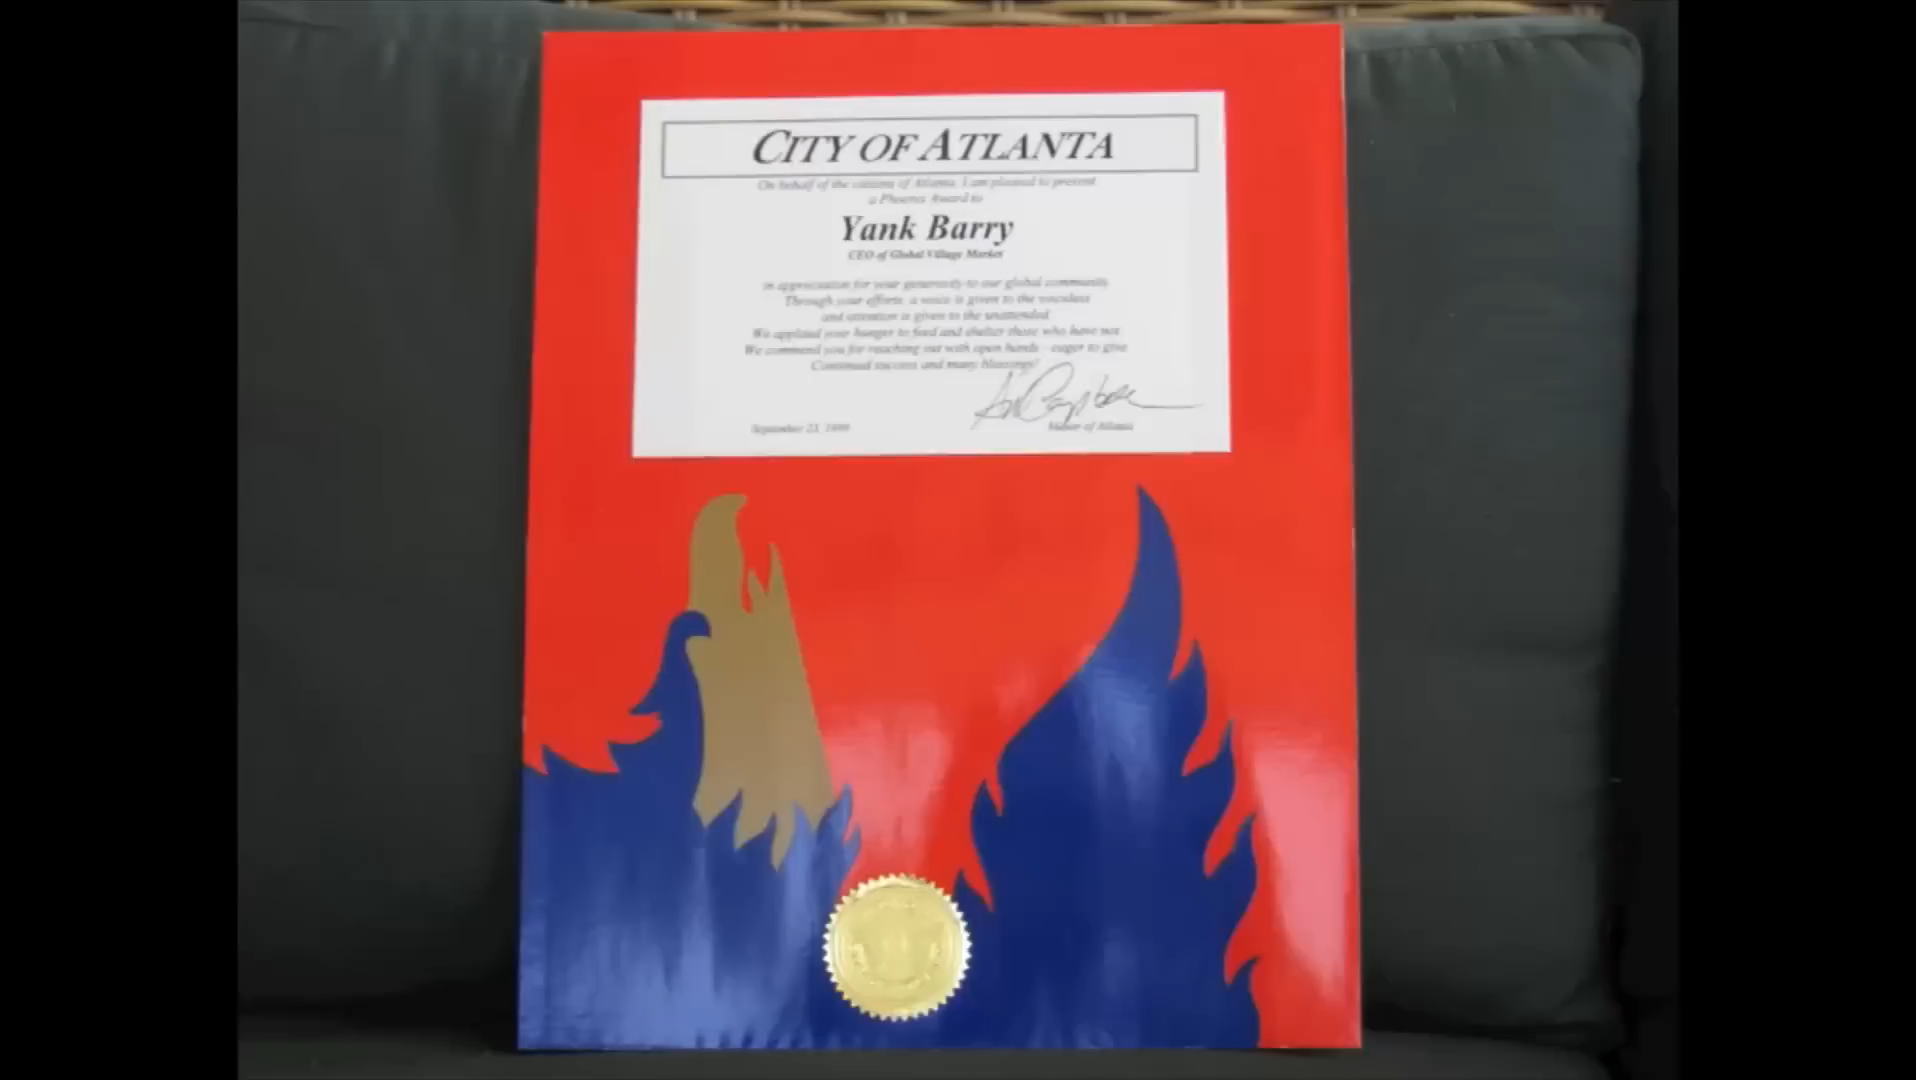 CITY OF ATLANTA
On behalf of the citizens of Atlanta, I am pleased to present
a Phoenix Award to
Yank Barry
CEO of Global Village Market
in appreciation for your generosity to our global community.
Through your efforts, a voice is given to the voiceless
and attention is given to the unattended.
We applaud your hunger to feed and shelter those who have not.
We commend you for reaching out with open hands - eager to give.
Continued success and many blessings!
September 23,
Mayor of Atlanta